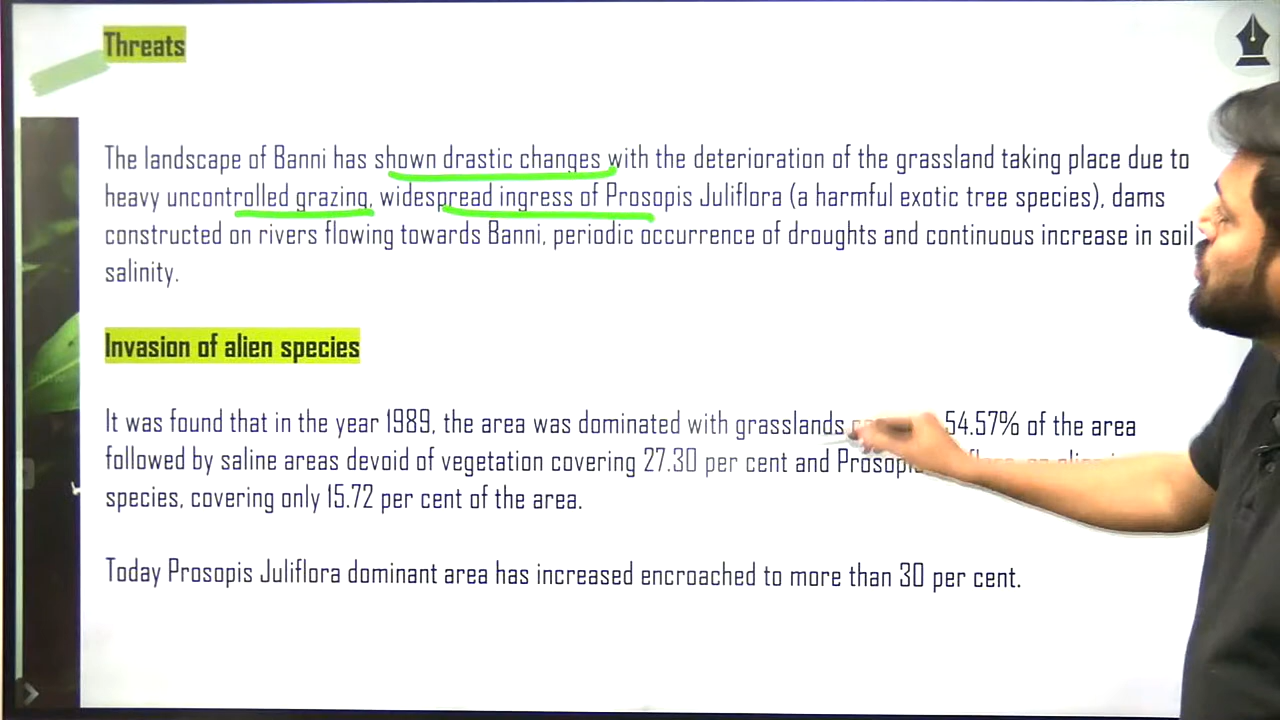 Threats
The landscape of Banni has shown drastic changes with the deterioration of the grassland taking place due to
heavy uncontrolled grazing, widespread ingress of Prosopis Juliflora (a harmful exotic tree species), dams
constructed on rivers flowing towards Banni, periodic occurrence of droughts and continuous increase in soil
salinity.
Invasion of alien species
It was found that in the year 1989, the area was dominated with grasslands 54.57% of the area
followed by saline areas devoid of vegetation covering 27.30 per cent and
species, covering only 15.72 per cent of the area.
Today Prosopis Juliflora dominant area has increased encroached to more than 30 per cent.